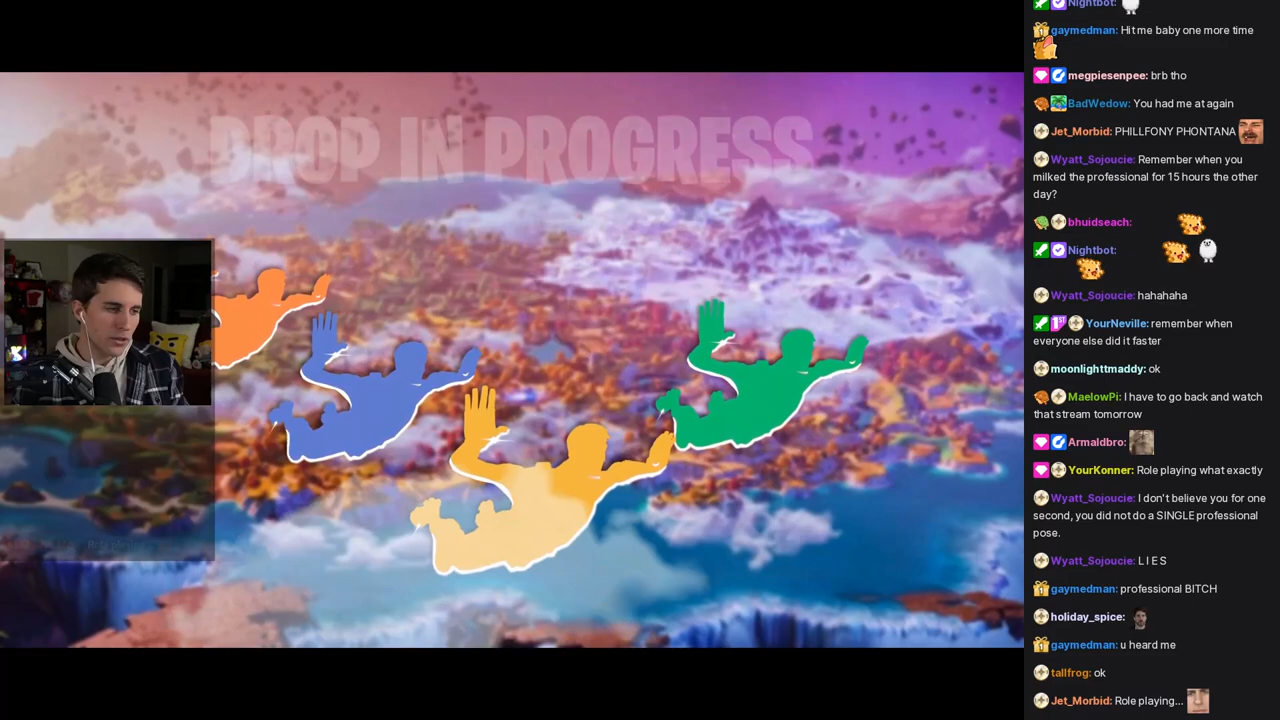 DROP IN PROGRESS
Nightbot:
gaymedman: Hit me baby one more time
megpiesenpee: brb tho
BadWedow: You had me at again
Jet_Morbid: PHILLFONY PHONTANA
Wyatt_Sojoucie: Remember when you
milked the professional for 15 hours the other
day?
bhuidseach:
Nightbot:
Wyatt_Sojoucie: hahahaha
YourNeville: remember when
everyone else did it faster
moonlighttmaddy: ok
MaelowPi: I have to go back and watch
that stream tomorrow
Armaldbro:
YourKonner: Role playing what exactly
Wyatt_Sojoucie: I don't believe you for one
second, you did not do a SINGLE professional
pose.
Wyatt_Sojoucie: L I E S
gaymedman: professional BITCH
holiday_spice:
gaymedman: u heard me
tallfrog: ok
Jet_Morbid: Role playing...